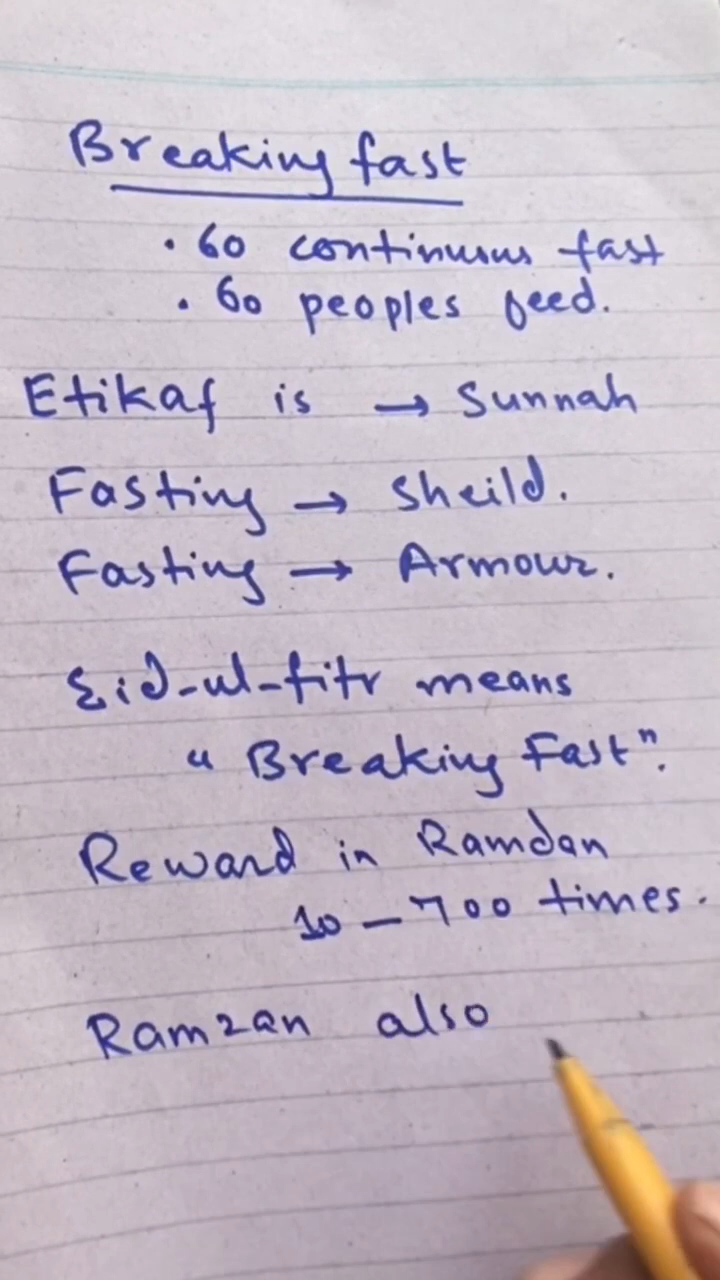 Breaking fast
. 60 continuous fast
. 60 peoples feed.
Etikaf is → Sunnah
Fasting → Sheild.
Fasting → Armour.
Eid-ul-fitr means
"Breaking Fast".
Reward in Ramdan
10-700 times.
Ramzan also